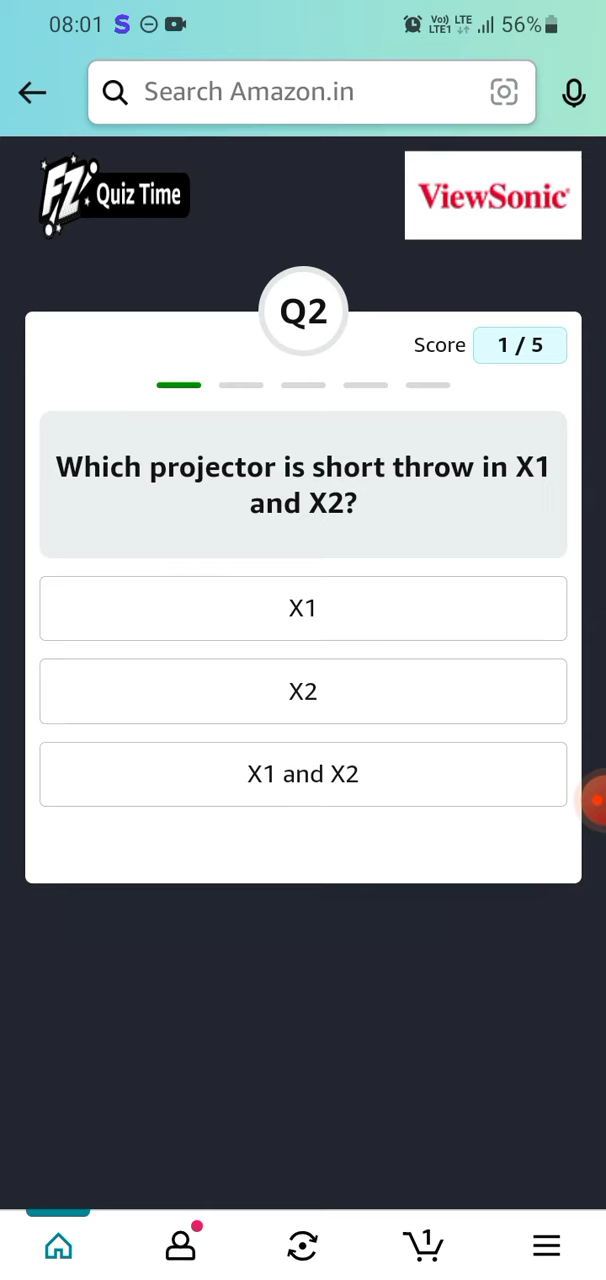 08:01 S Vo) LTE 56%
LTE1
Search Amazon.in
FZ Quiz Time
ViewSonic
Q2
Score 1 / 5
Which projector is short throw in X1
and X2?
X1
X2
X1 and X2
1